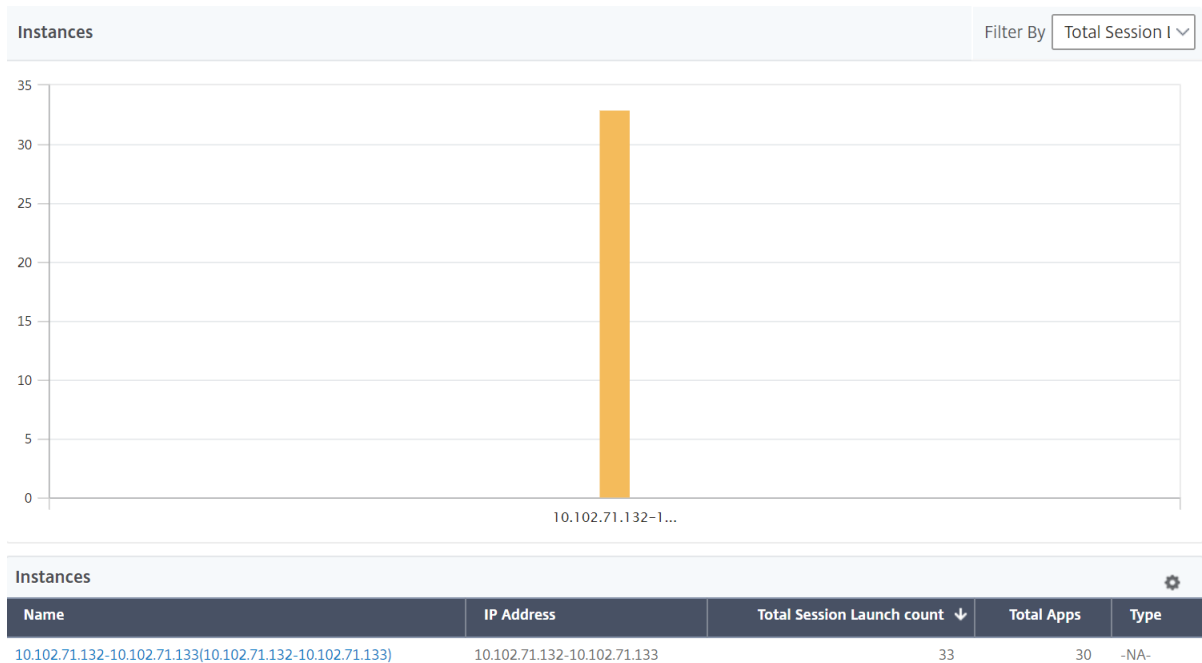 Instances
Filter By Total Session l
35
30
25
20
15
10
5
0
10.102.71.132-1...
Instances
Name IP Address Total Session Launch count Total Apps Type
10.102.71.132-10.102.71.133(10.102.71.132-10.102.71.133) 10.102.71.132-10.102.71.133 33 30 -NA-